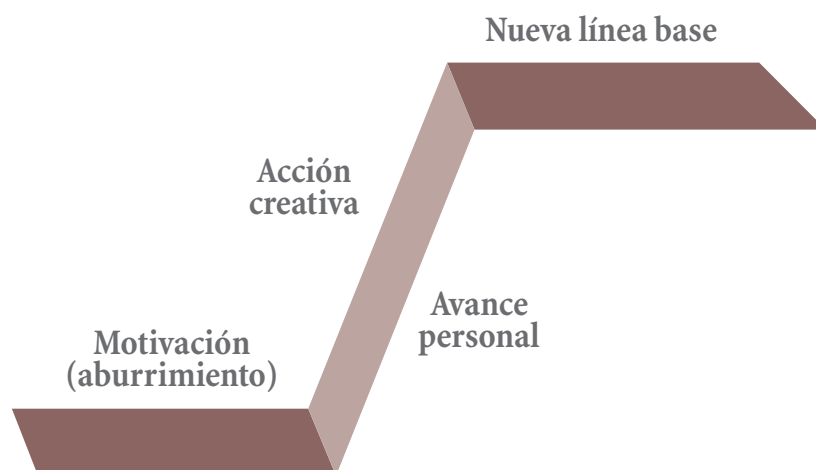 Nueva línea base
Acción
creativa
Avance
personal
Motivación
(aburrimiento)